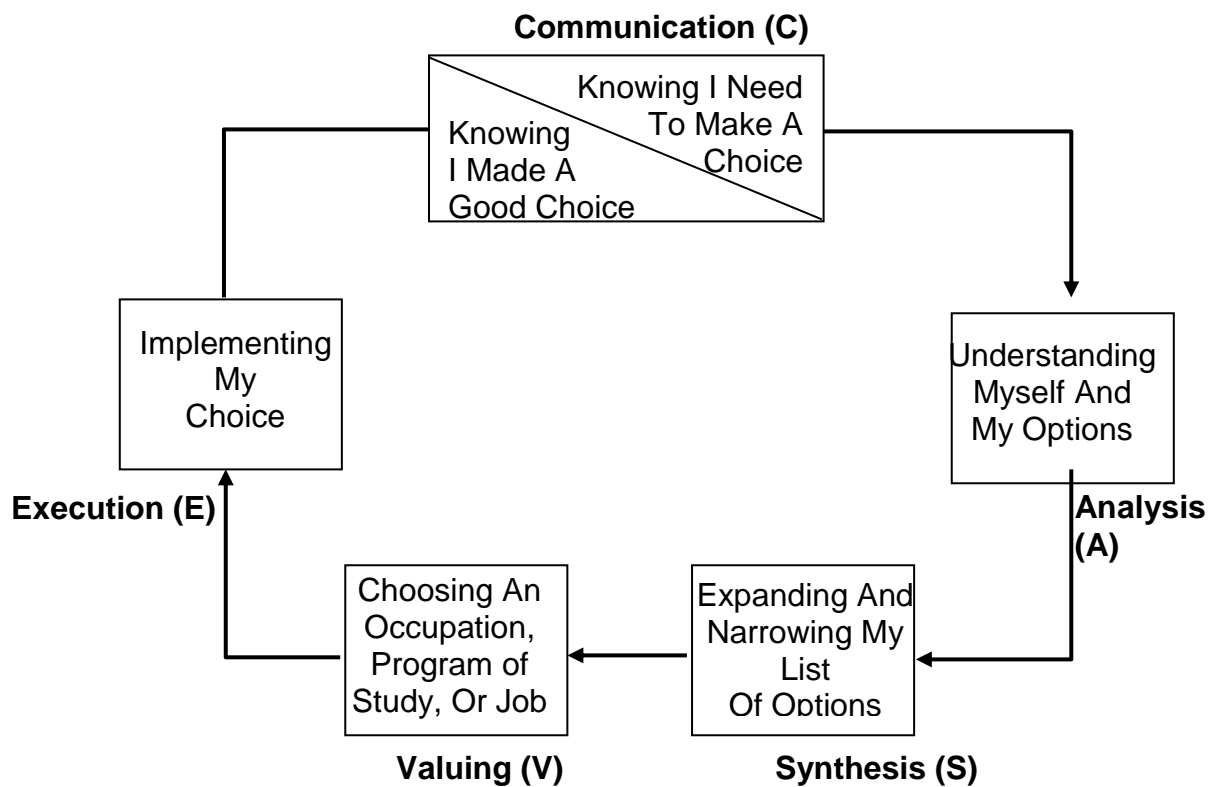 Communication (C)
Knowing I Need
To Make A
Choice
Knowing
I Made A
Good Choice
Understanding
Myself And
My Options
Analysis
(A)
Expanding And
Narrowing My
List
Of Options
Synthesis (S)
Choosing An
Occupation,
Program of
Study, Or Job
Valuing (V)
Implementing
My
Choice
Execution (E)